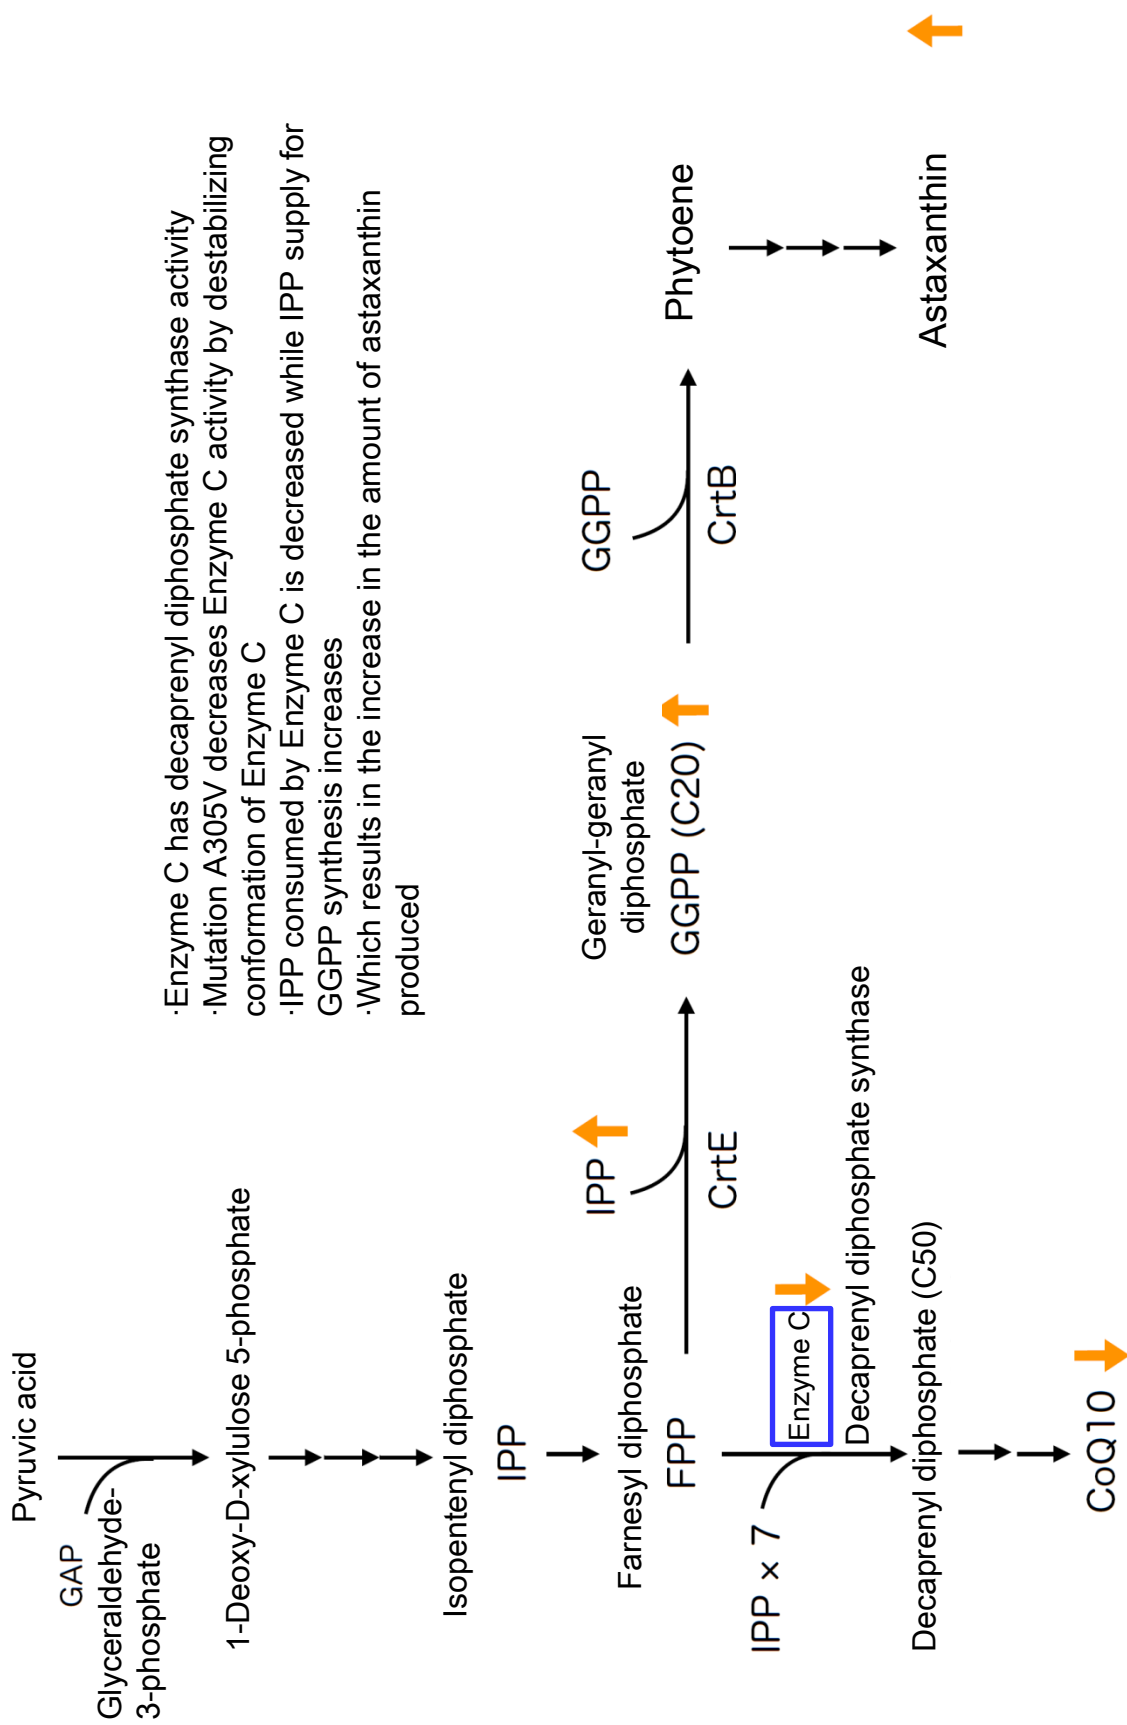 Pyruvic acid
GAP
Glyceraldehyde-
3-phosphate
1-Deoxy-D-xylulose 5-phosphate
Isopentenyl diphosphate
IPP
Farnesyl diphosphate
FPP
IPP × 7
Enzyme C
Decaprenyl diphosphate synthase
Decaprenyl diphosphate (C50)
CoQ10
IPP
CrtE
Geranyl-geranyl
diphosphate
GGPP (C20)
GGPP
CrtB
Phytoene
Astaxanthin
·Enzyme C has decaprenyl diphosphate synthase activity
·Mutation A305V decreases Enzyme C activity by destabilizing
conformation of Enzyme C
·IPP consumed by Enzyme C is decreased while IPP supply for
GGPP synthesis increases
·Which results in the increase in the amount of astaxanthin
produced